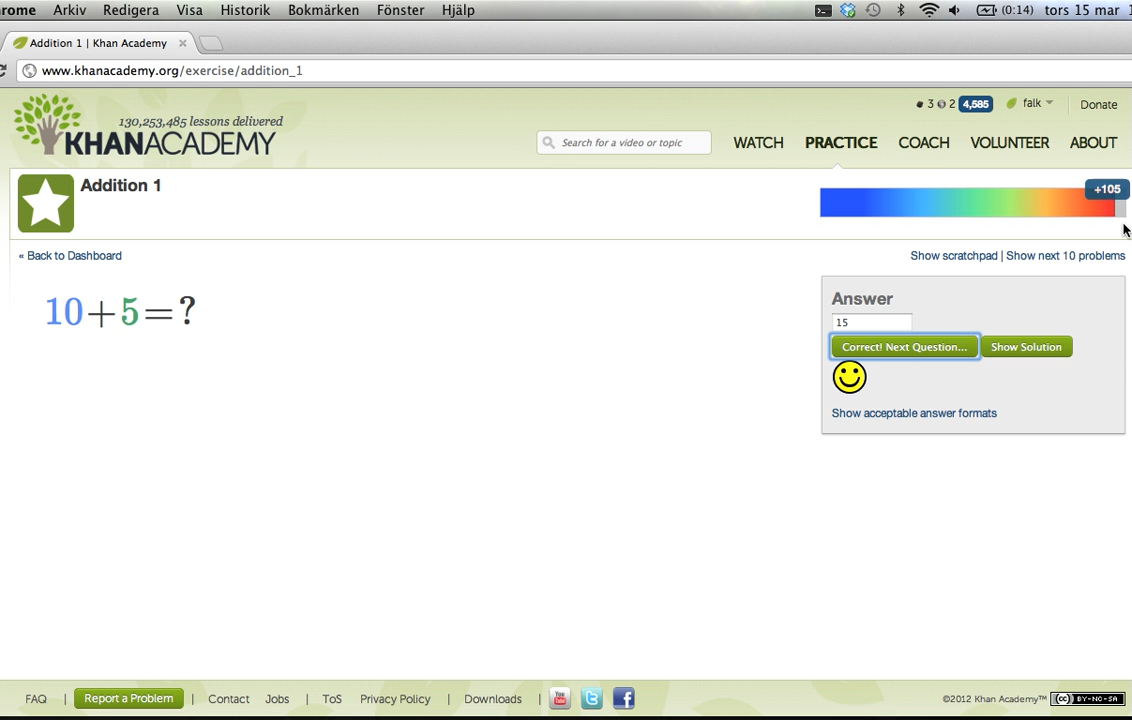 rome Arkiv Redigera Visa Historik Bokmärken Fönster Hjälp (0:14) tors 15 mar 1
Addition 1 | Khan Academy
www.khanacademy.org/exercise/addition_1
3 2 4,585 falk Donate
130,253,485 lessons delivered
KHANACADEMY
Search for a video or topic WATCH PRACTICE COACH VOLUNTEER ABOUT
Addition 1
+105
« Back to Dashboard Show scratchpad | Show next 10 problems
10+5=?
Answer
15
Correct! Next Question... Show Solution
Show acceptable answer formats
FAQ | Report a Problem | Contact Jobs | ToS Privacy Policy | Downloads | You Tube t f ©2012 Khan Academy™ (cc) BY-NC-SA